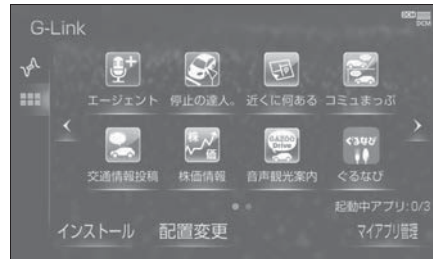 G-Link
DCM
エージェント 停止の達人。 近くに何ある コミュまっぷ
株 価
GAZOO Drive
ぐるなび
交通情報投稿 株価情報 音声観光案内 ぐるなび
起動中アプリ:0/3
インストール 配置変更 マイアプリ管理